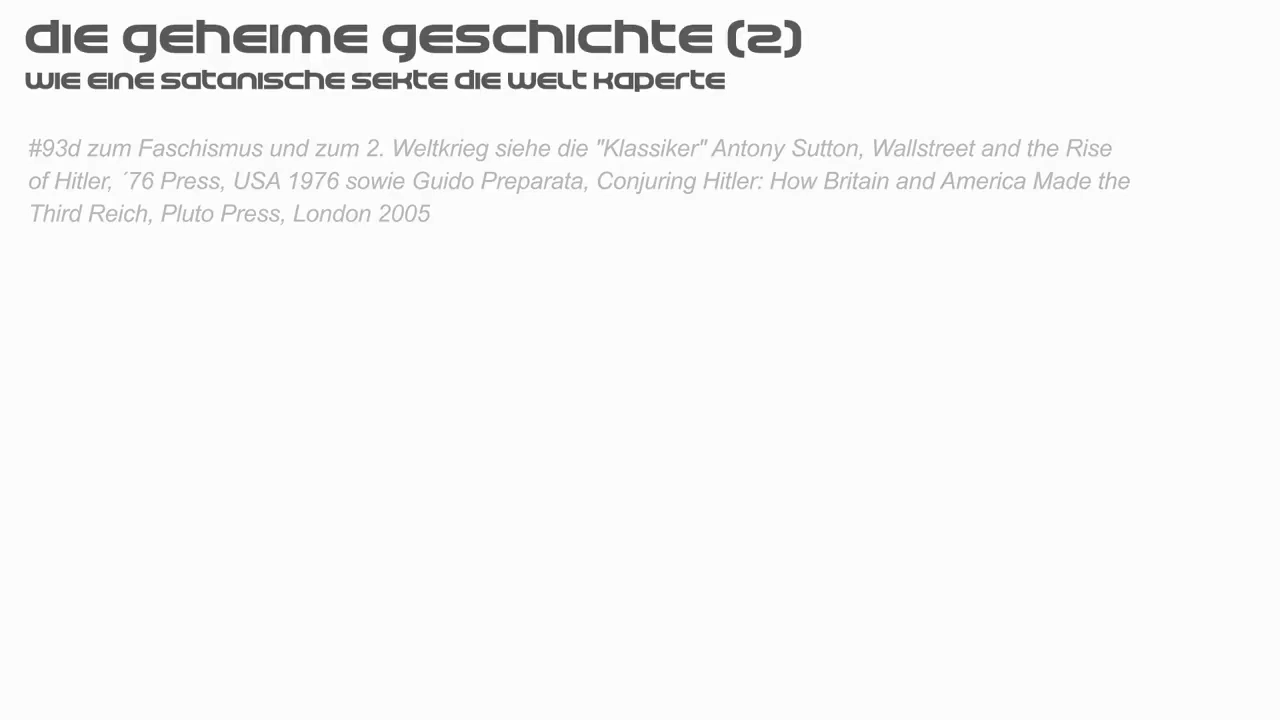 die geheime geschichte (2)
wie eine satanische sekte die welt kaperte
#93d zum Faschismus und zum 2. Weltkrieg siehe die "Klassiker" Antony Sutton, Wallstreet and the Rise
of Hitler, ´76 Press, USA 1976 sowie Guido Preparata, Conjuring Hitler: How Britain and America Made the
Third Reich, Pluto Press, London 2005